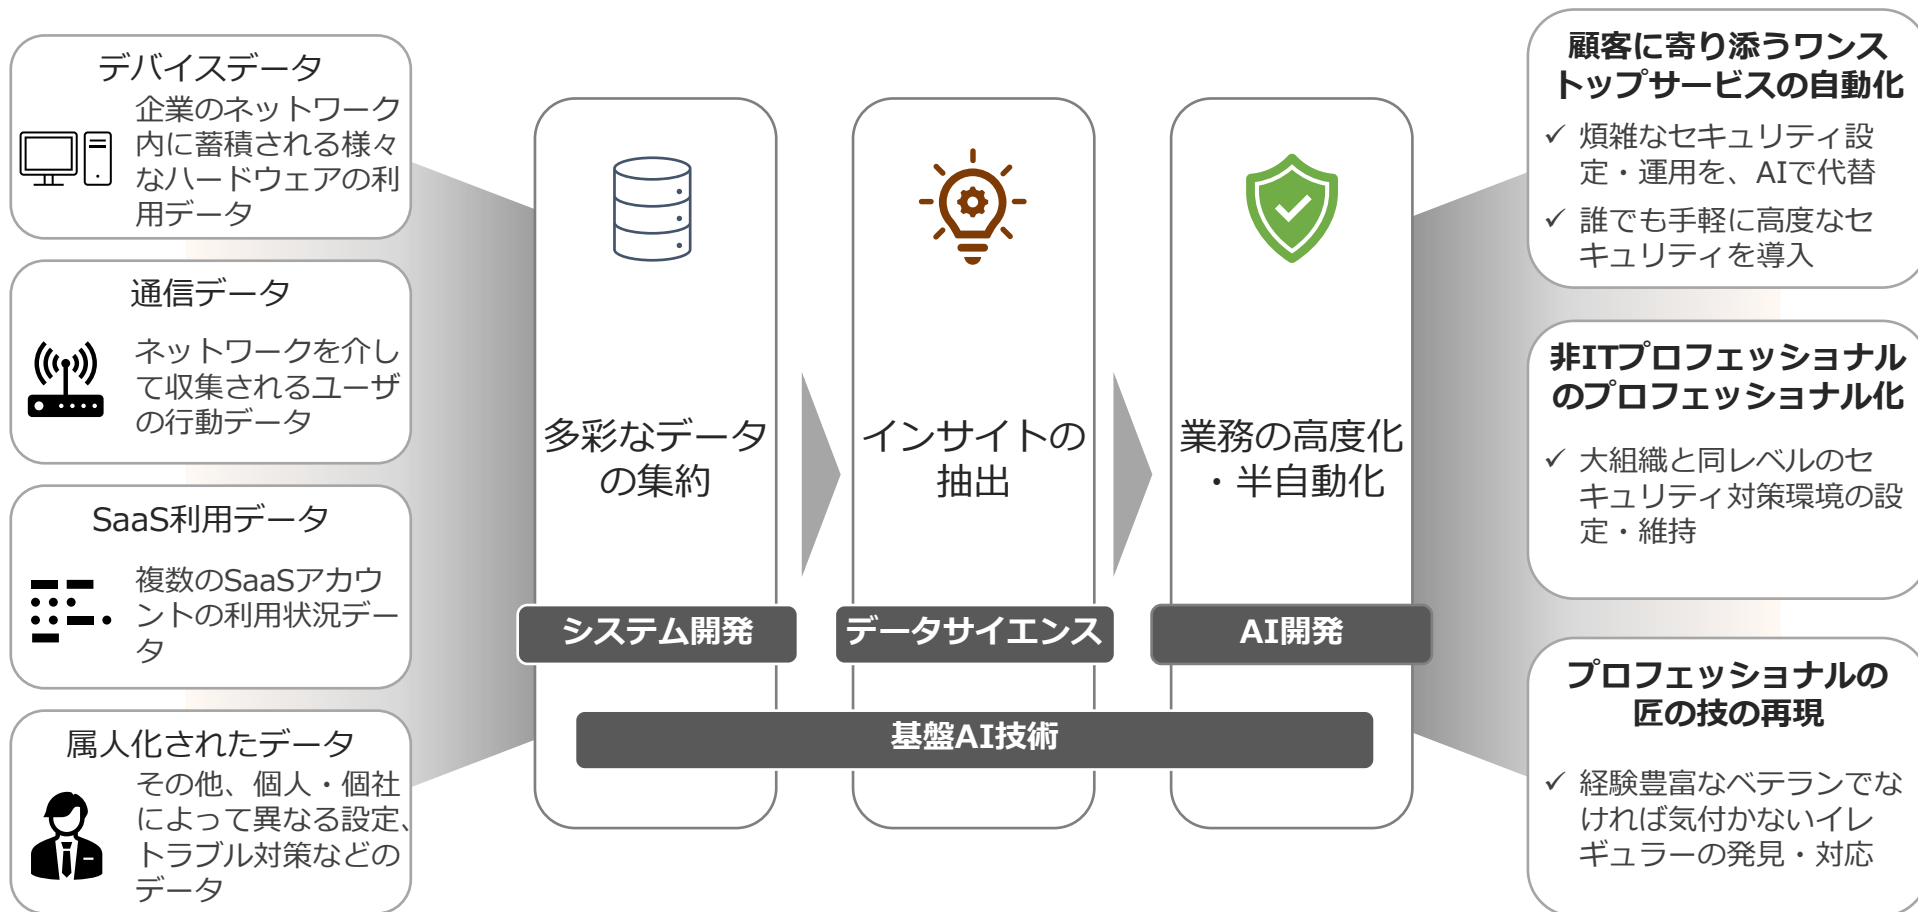 デバイスデータ
企業のネットワーク
内に蓄積される様々
なハードウェアの利
用データ
通信データ
ネットワークを介し
て収集されるユーザ
の行動データ
SaaS利用データ
複数のSaaSアカウ
ントの利用状況デー
タ
属人化されたデータ
その他、個人・個社
によって異なる設定、
トラブル対策などの
データ
多彩なデータ
の集約
システム開発
インサイトの
抽出
データサイエンス
業務の高度化
・半自動化
AI開発
基盤AI技術
顧客に寄り添うワンス
トップサービスの自動化
✓ 煩雑なセキュリティ設
定・運用を、AIで代替
✓ 誰でも手軽に高度なセ
キュリティを導入
非ITプロフェッショナル
のプロフェッショナル化
✓ 大組織と同レベルのセ
キュリティ対策環境の設
定・維持
プロフェッショナルの
匠の技の再現
✓ 経験豊富なベテランでな
ければ気付かないイレ
ギュラーの発見・対応